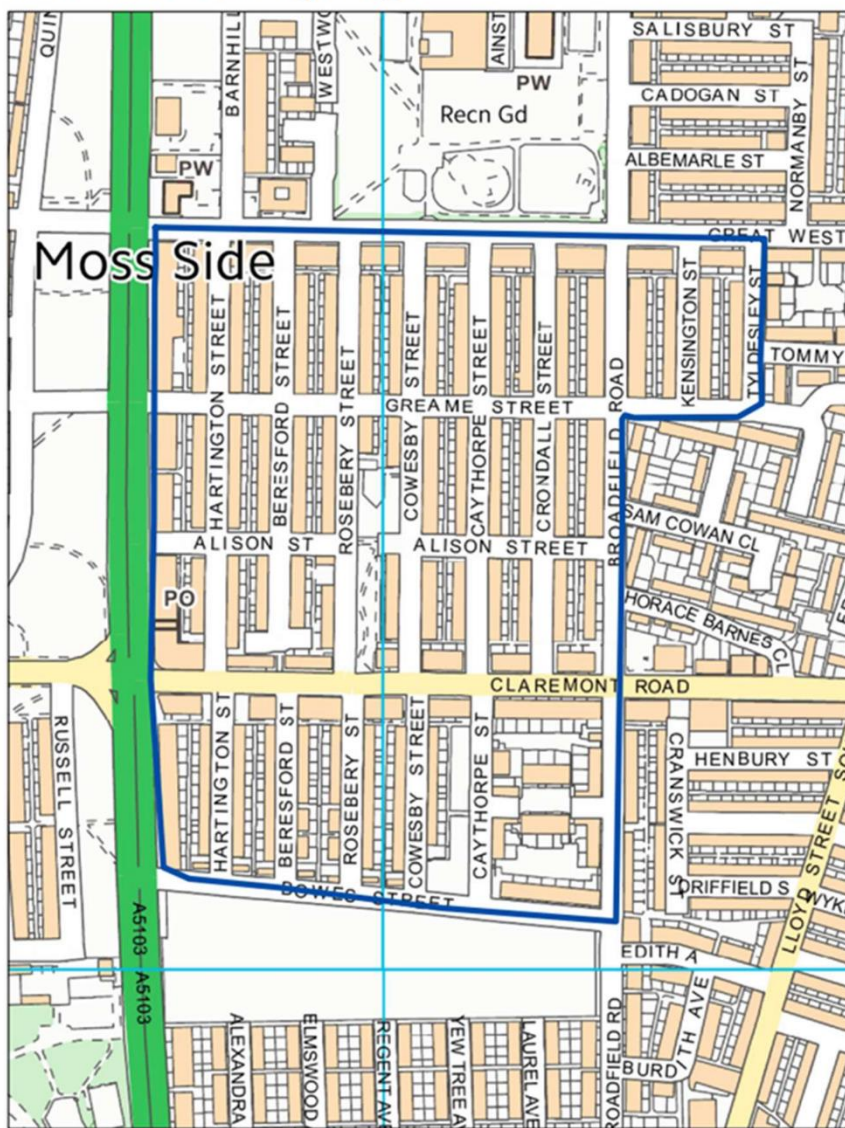 QUIN
BARNHILL
WESTWO
AINST
SALISBURY ST
PW
CADOGAN ST
NORMANBY ST
Recn Gd
PW
ALBEMARLE ST
GREAT WEST
Moss Side
KENSINGTON ST
TYLDESLEY ST
HARTINGTON STREET
BERESFORD STREET
ROSEBERY STREET
COWESBY STREET
CAYTHORPE STREET
CRONDALL STREET
BROADFIELD ROAD
TOMMY
GREAME STREET
SAM COWAN CL
ALISON ST
ALISON STREET
PO
HORACE BARNES CL
CLAREMONT ROAD
RUSSELL STREET
HARTINGTON ST
BERESFORD ST
ROSEBERY ST
COWESBY STREET
CAYTHORPE ST
CRANSWICK ST
HENBURY ST
DRIFFIELD S
WYK
LLOYD STREET SO
BOWES STREET
A5103
A5103
EDITH A
ITH AVE
BURD
ALEXANDRA
ELMSWOOD
REGENT AVE
YEW TREE AV
LAUREL AVE
ROADFIELD RD